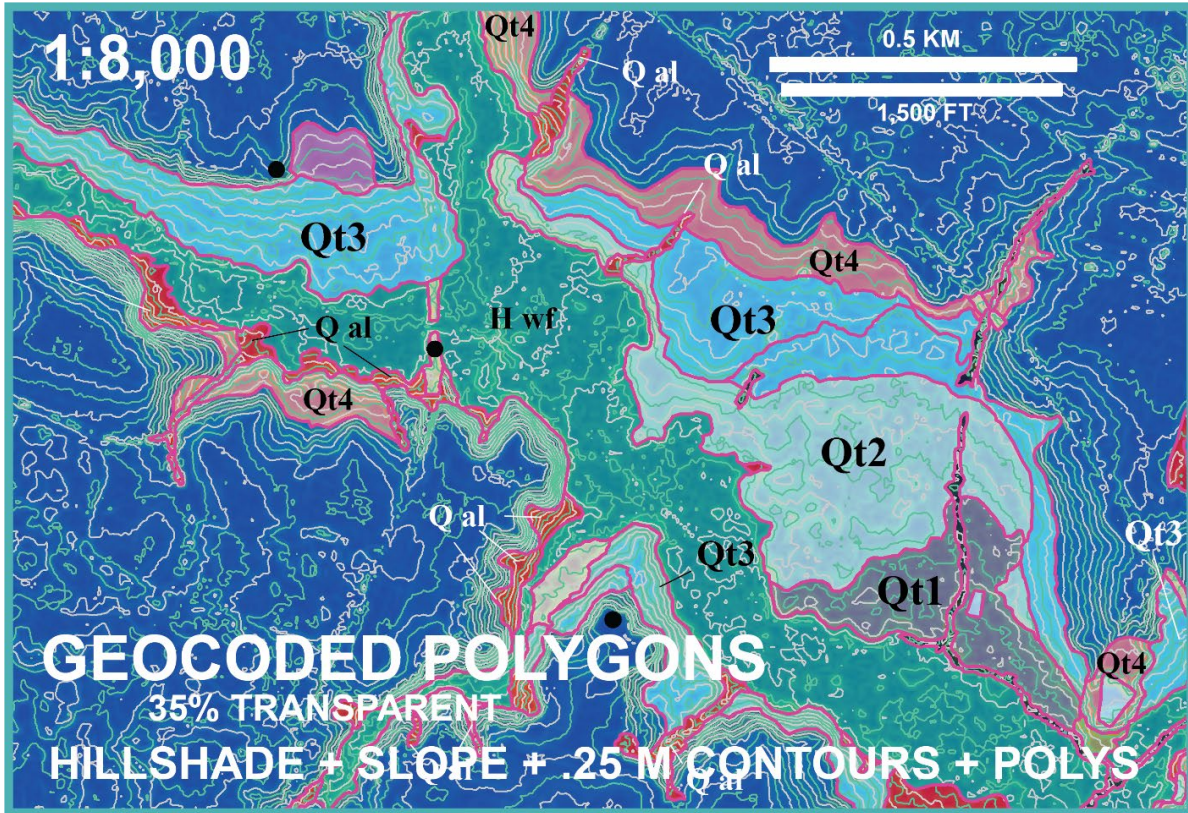 Qt4
1:8,000
0.5 KM
1,500 FT
Q al
Q al
Qt3
Qt4
Qt3
H wf
Q al
Qt4
Qt2
Q al
Qt3
Qt3
Qt1
GEOCODED POLYGONS
Qt4
35% TRANSPARENT
HILLSHADE + SLOPE + .25 M CONTOURS + POLYS
Q al
Q al